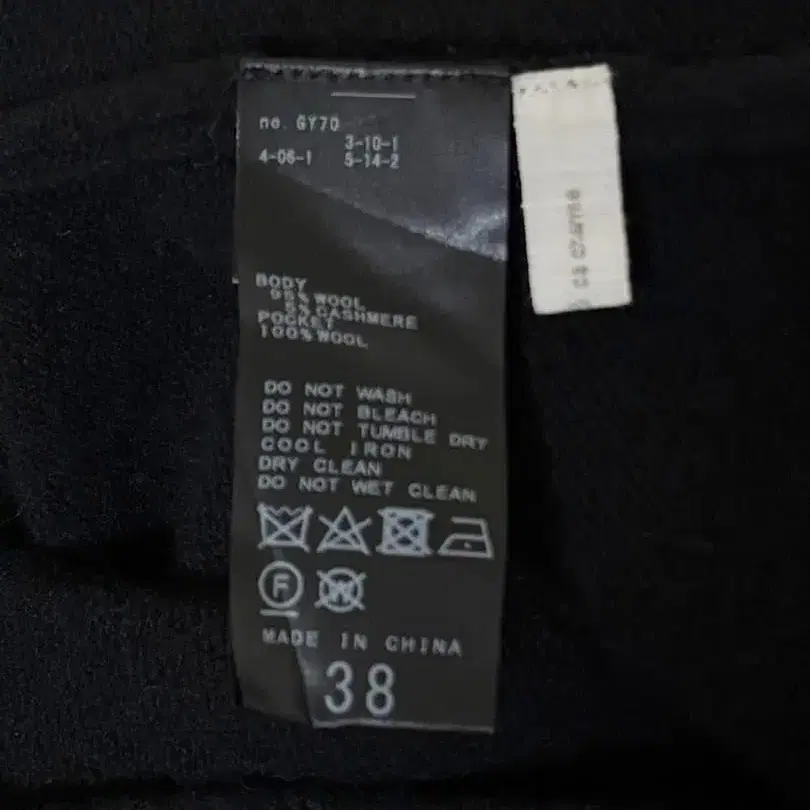 no. GY70
3-10-1
4-06-1 5-14-2
BODY
95% WOOL
5% CASHMERE
POCKET
100% WOOL
DO NOT WASH
DO NOT BLEACH
DO NOT TUMBLE DRY
COOL IRON
DRY CLEAN
DO NOT WET CLEAN
F W
MADE IN CHINA
38